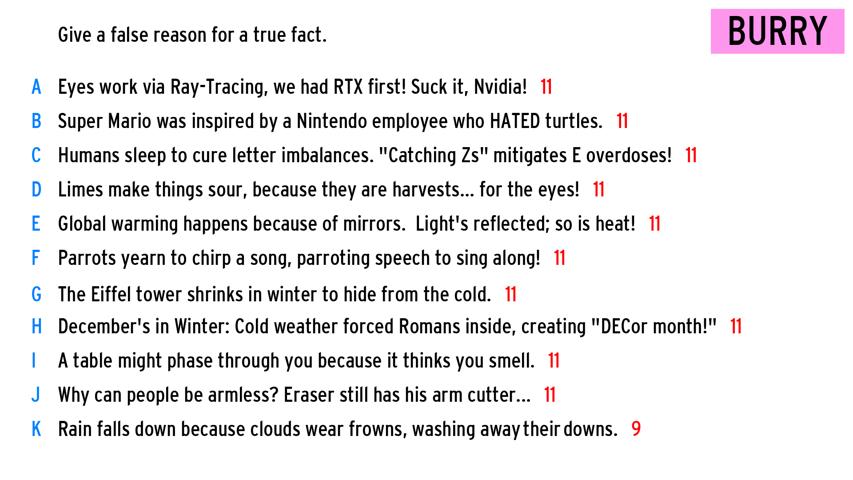 Give a false reason for a true fact.
BURRY
A Eyes work via Ray-Tracing, we had RTX first! Suck it, Nvidia! 11
B Super Mario was inspired by a Nintendo employee who HATED turtles. 11
C Humans sleep to cure letter imbalances. "Catching Zs" mitigates E overdoses! 11
D Limes make things sour, because they are harvests... for the eyes! 11
E Global warming happens because of mirrors. Light's reflected; so is heat! 11
F Parrots yearn to chirp a song, parroting speech to sing along! 11
G The Eiffel tower shrinks in winter to hide from the cold. 11
H December's in Winter: Cold weather forced Romans inside, creating "DECor month!" 11
I A table might phase through you because it thinks you smell. 11
J Why can people be armless? Eraser still has his arm cutter... 11
K Rain falls down because clouds wear frowns, washing away their downs. 9